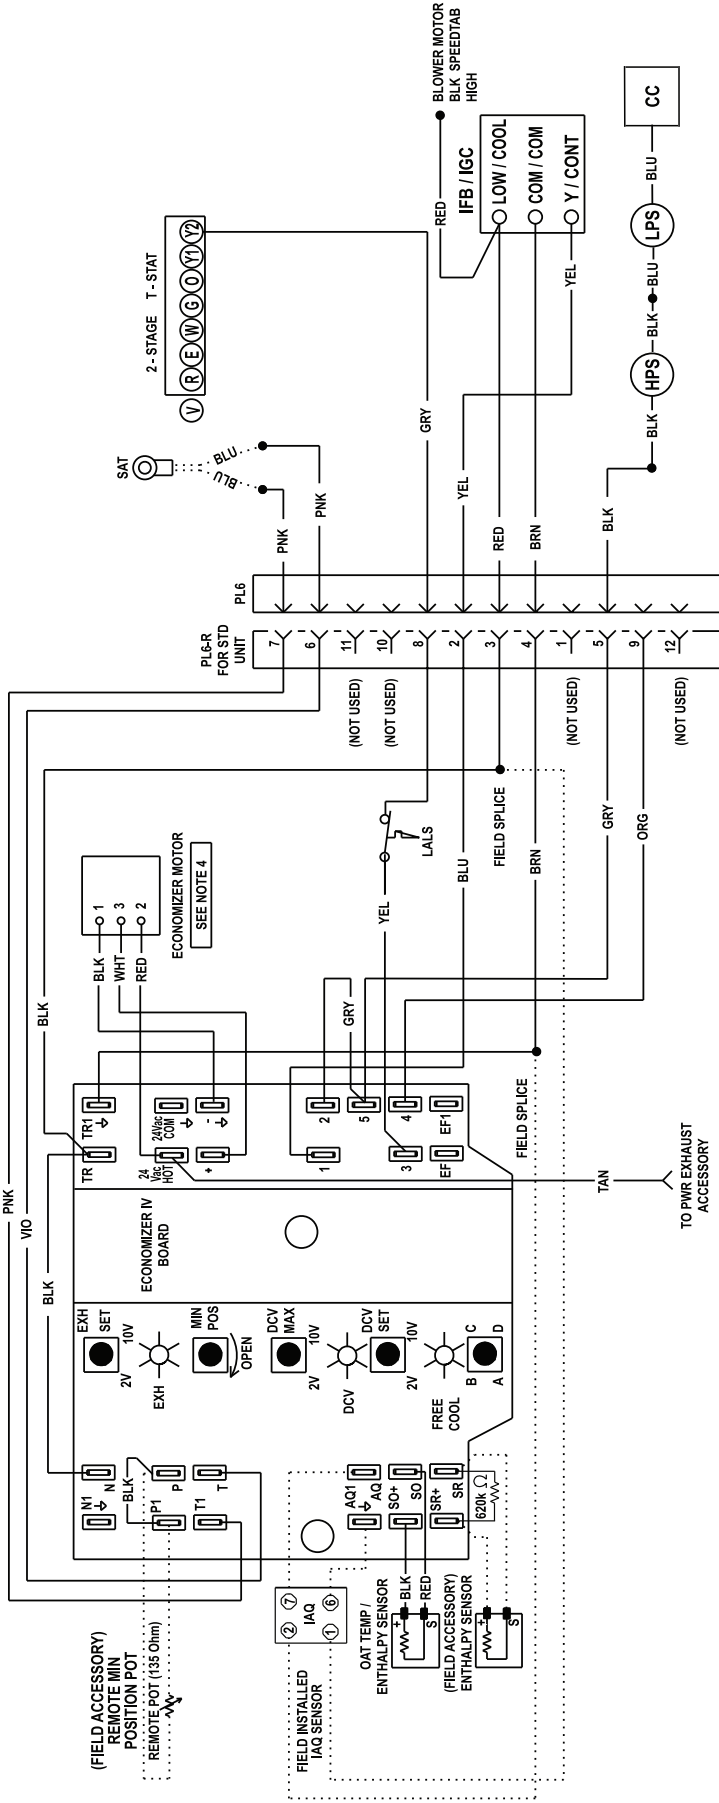 BLOWER MOTOR
BLK SPEEDTAB
HIGH
CC
BLU
LPS
BLU
BLK
HPS
BLK
IFB / IGC
LOW / COOL
COM / COM
Y / CONT
RED
YEL
2 - STAGE T - STAT
V R E W G O Y1 Y2
SAT
BLU
BLU
PNK
PNK
GRY
YEL
RED
BRN
BLK
PL6
PL6-R
FOR STD
UNIT
7
6
11
10
8
2
3
4
1
5
9
12
(NOT USED)
(NOT USED)
(NOT USED)
(NOT USED)
FIELD SPLICE
LALS
YEL
BLU
BRN
GRY
ORG
ECONOMIZER MOTOR
SEE NOTE 4
1
3
2
BLK
WHT
RED
BLK
GRY
FIELD SPLICE
TAN
TO PWR EXHAUST
ACCESSORY
PNK
VIO
BLK
TR1
TR
24Vac
COM
24
Vac
HOT
-
+
2
1
5
4
3
EF1
EF
ECONOMIZER IV
BOARD
EXH
SET
2V
10V
EXH
MIN
POS
OPEN
DCV
MAX
2V
10V
DCV
DCV
SET
2V
10V
FREE
COOL
B
C
A
D
N1
N
BLK
P1
P
T1
T
AQ1
AQ
SO+
SO
SR+
SR
620k Ω
BLK
RED
(FIELD ACCESSORY)
REMOTE MIN
POSITION POT
REMOTE POT (135 Ohm)
2
7
IAQ
1
6
FIELD INSTALLED
IAQ SENSOR
OAT TEMP /
ENTHALPY SENSOR
+
S
(FIELD ACCESSORY)
ENTHALPY SENSOR
+
S